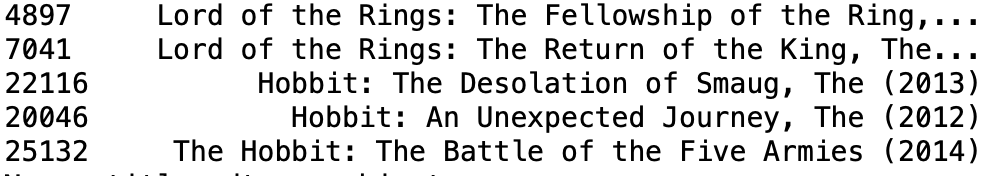 4897 Lord of the Rings: The Fellowship of the Ring,...
7041 Lord of the Rings: The Return of the King, The...
22116 Hobbit: The Desolation of Smaug, The (2013)
20046 Hobbit: An Unexpected Journey, The (2012)
25132 The Hobbit: The Battle of the Five Armies (2014)